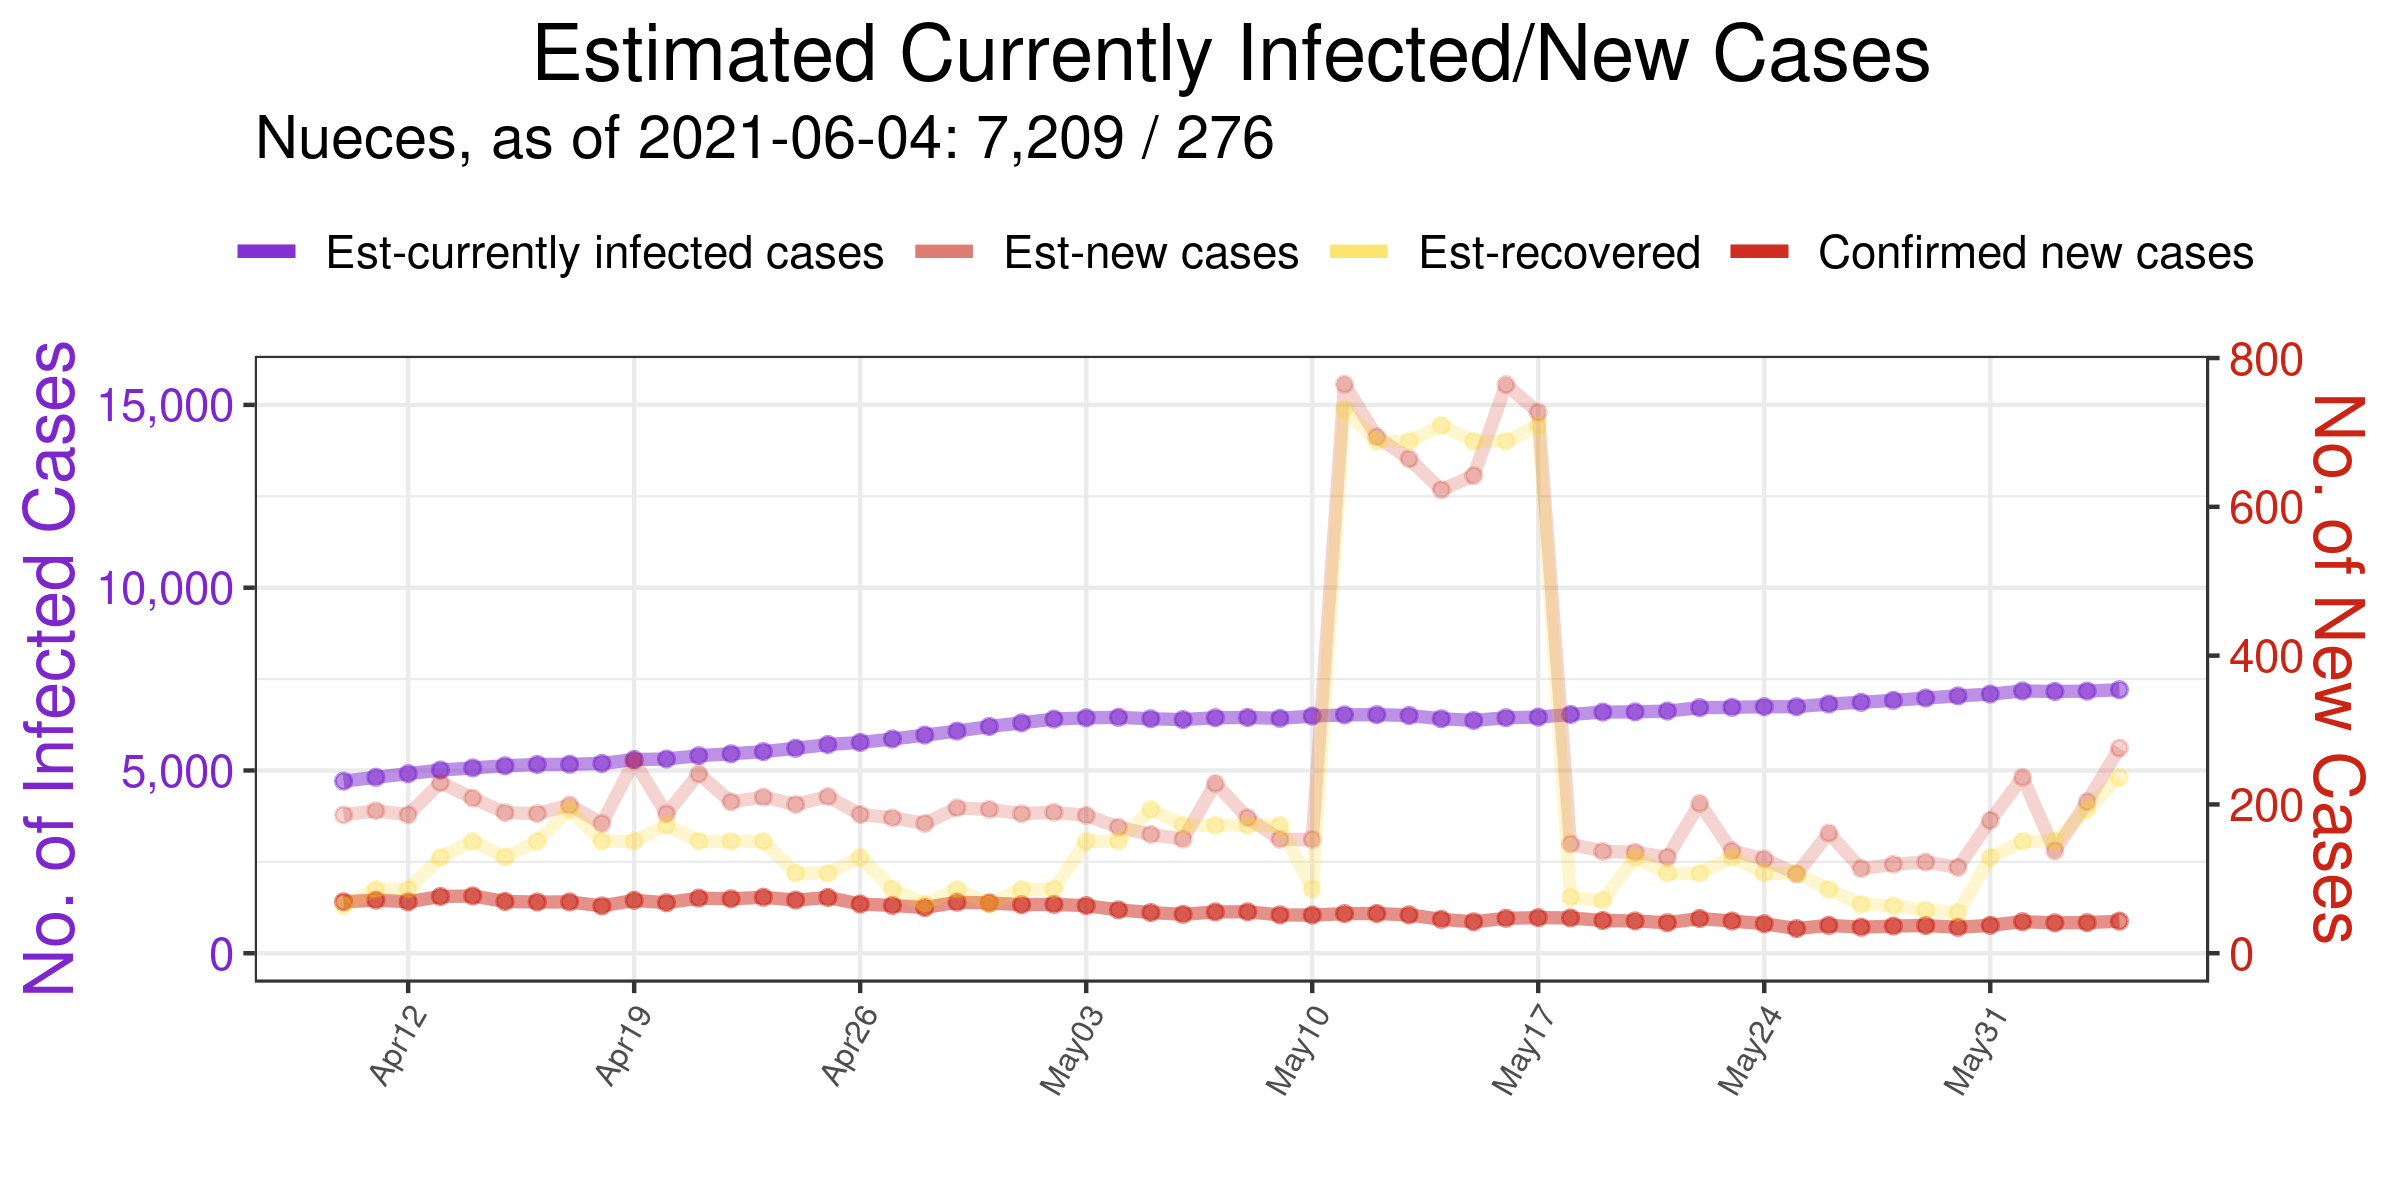 Estimated Currently Infected/New Cases
Nueces, as of 2021-06-04: 7,209 / 276
Est-currently infected cases Est-new cases Est-recovered Confirmed new cases
No. of Infected Cases
15,000
10,000
5,000
0
800
600
400
200
0
No. of New Cases
Apr12 Apr19 Apr26 May03 May10 May17 May24 May31